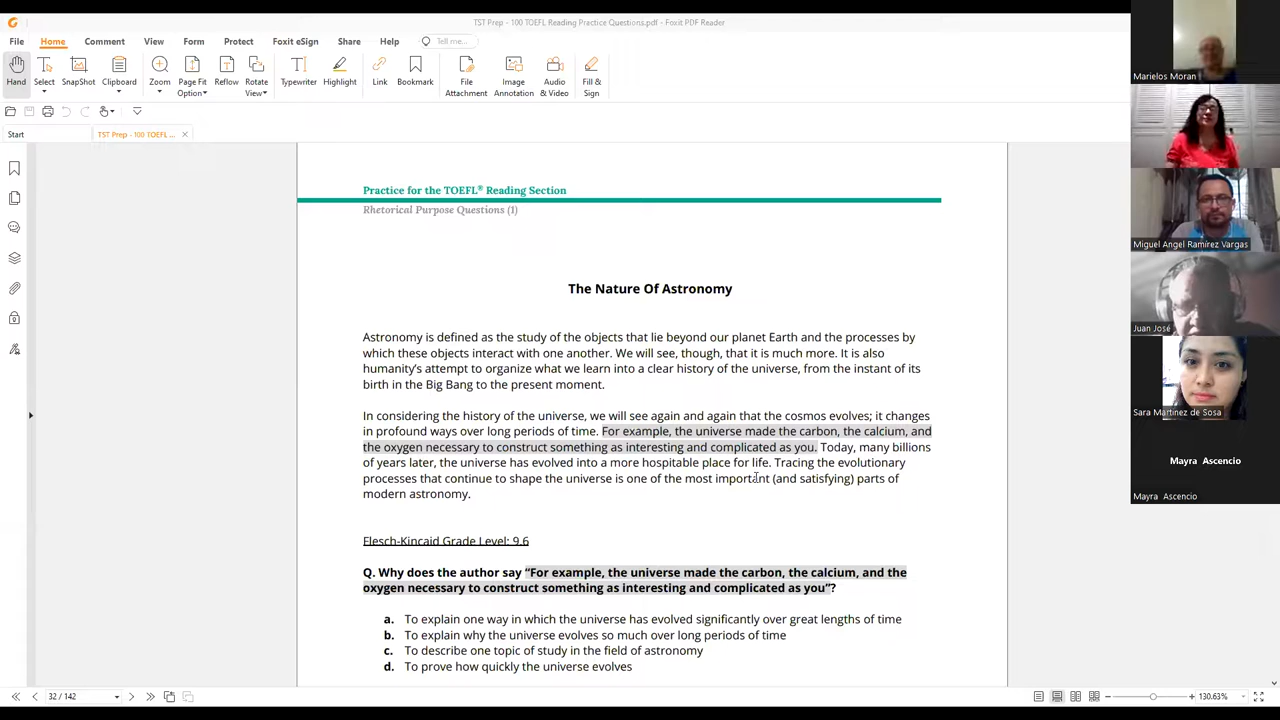 TST Prep - 100 TOEFL Reading Practice Questions.pdf - Foxit PDF Reader
File Home Comment View Form Protect Foxit eSign Share Help Tell me...
Hand Select SnapShot Clipboard Zoom Page Fit Option Reflow Rotate View Typewriter Highlight Link Bookmark File Attachment Image Annotation Audio & Video Fill & Sign
Start TST Prep - 100 TOEFL ...
Practice for the TOEFL® Reading Section
Rhetorical Purpose Questions (1)
The Nature Of Astronomy
Astronomy is defined as the study of the objects that lie beyond our planet Earth and the processes by
which these objects interact with one another. We will see, though, that it is much more. It is also
humanity's attempt to organize what we learn into a clear history of the universe, from the instant of its
birth in the Big Bang to the present moment.
In considering the history of the universe, we will see again and again that the cosmos evolves; it changes
in profound ways over long periods of time. For example, the universe made the carbon, the calcium, and
the oxygen necessary to construct something as interesting and complicated as you. Today, many billions
of years later, the universe has evolved into a more hospitable place for life. Tracing the evolutionary
processes that continue to shape the universe is one of the most important (and satisfying) parts of
modern astronomy.
Flesch-Kincaid Grade Level: 9.6
Q. Why does the author say "For example, the universe made the carbon, the calcium, and the
oxygen necessary to construct something as interesting and complicated as you"?
a. To explain one way in which the universe has evolved significantly over great lengths of time
b. To explain why the universe evolves so much over long periods of time
c. To describe one topic of study in the field of astronomy
d. To prove how quickly the universe evolves
32 / 142
130.63%
Marielos Moran
Miguel Angel Ramírez Vargas
Juan José
Sara Martinez de Sosa
Mayra Ascencio
Mayra Ascencio